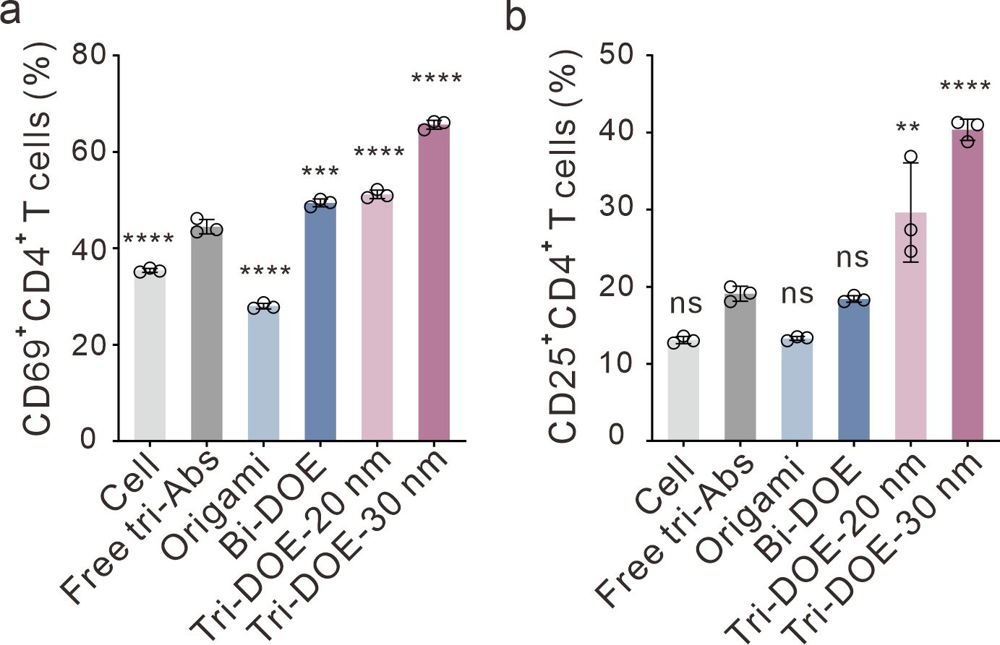 a
CD69⁺CD4⁺ T cells (%)
80
60
40
20
0
****
****
***
****
****
Cell
Free tri-Abs
Origami
Bi-DOE
Tri-DOE-20 nm
Tri-DOE-30 nm
b
CD25⁺CD4⁺ T cells (%)
50
40
30
20
10
0
ns
ns
ns
**
****
Cell
Free tri-Abs
Origami
Bi-DOE
Tri-DOE-20 nm
Tri-DOE-30 nm